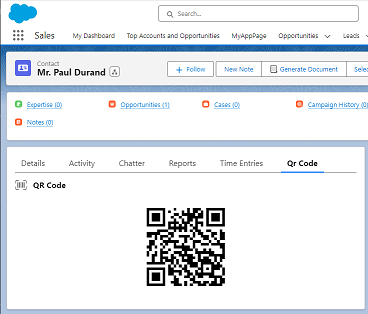 Search...
Sales
My Dashboard
Top Accounts and Opportunities
MyAppPage
Opportunities
Leads
Contact
Mr. Paul Durand
+ Follow
New Note
Generate Document
Selec
Expertise (0)
Opportunities (1)
Cases (0)
Campaign History (0)
Notes (0)
Details
Activity
Chatter
Reports
Time Entries
Qr Code
QR Code